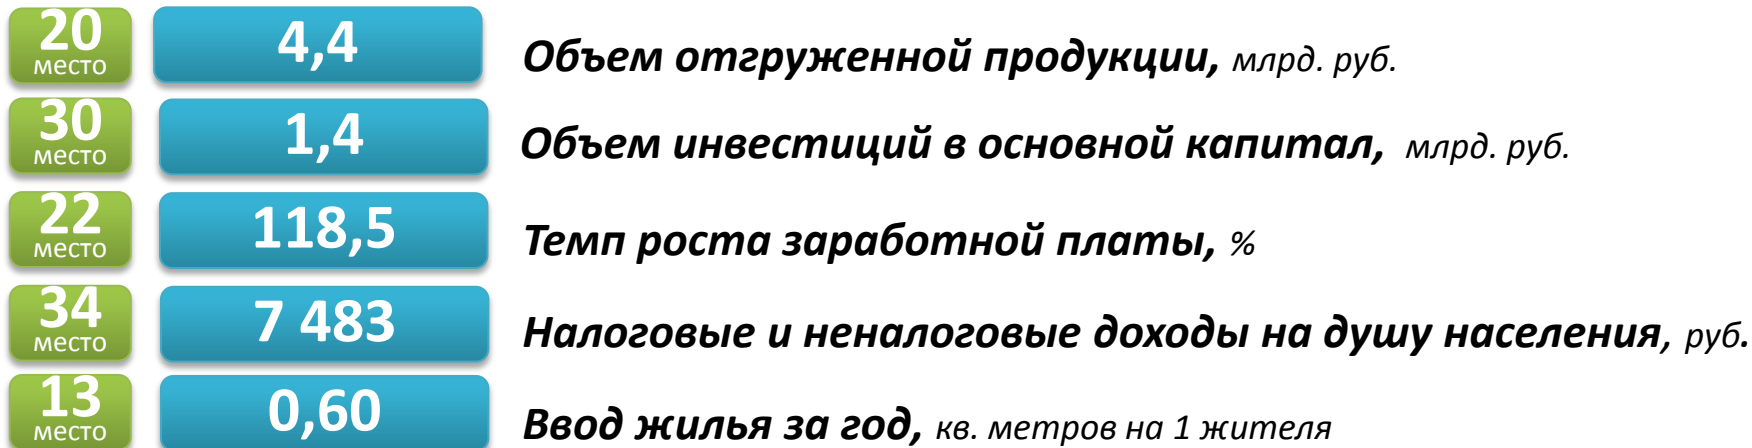 20 место 4,4 Объем отгруженной продукции, млрд. руб.
30 место 1,4 Объем инвестиций в основной капитал, млрд. руб.
22 место 118,5 Темп роста заработной платы, %
34 место 7 483 Налоговые и неналоговые доходы на душу населения, руб.
13 место 0,60 Ввод жилья за год, кв. метров на 1 жителя